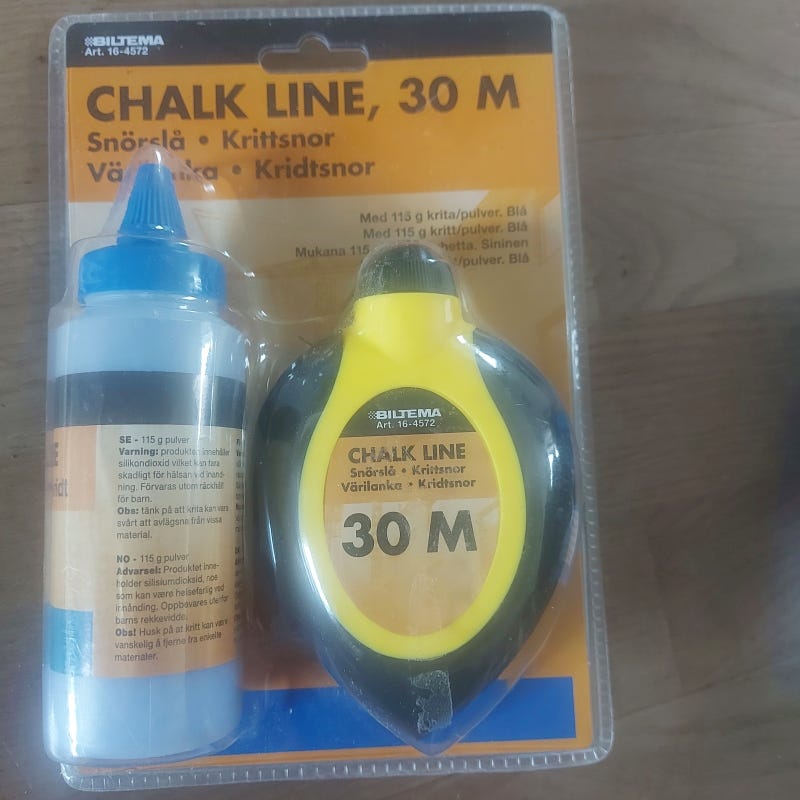 BILTEMA
Art. 16-4572
CHALK LINE, 30 M
Snörslå • Krittsnor
• Kridtsnor
Med 115 g krita/pulver. Blå
Med 115 g kritt/pulver. Blå
Mukana 115 Sininen
/pulver. Blå
SE - 115 g pulver
Varning: produkten innehåller
silikondioxid vilket kan vara
skadligt för hälsan vid inand-
ning. Förvaras utom räckhåll
för barn.
Obs: tänk på att krita kan vara
svårt att avlägsna från vissa
material.
NO - 115 g pulver
Advarsel: Produktet inne-
holder silisiumdioksid, noe
som kan være helsefarlig ved
innånding. Oppbevares utenfor
barns rekkevidde.
Obs! Husk på at kritt kan være
vanskelig å fjerne fra enkelte
materialer.
BILTEMA
Art. 16-4572
CHALK LINE
Snörslå • Krittsnor
Värilanka • Kridtsnor
30 M